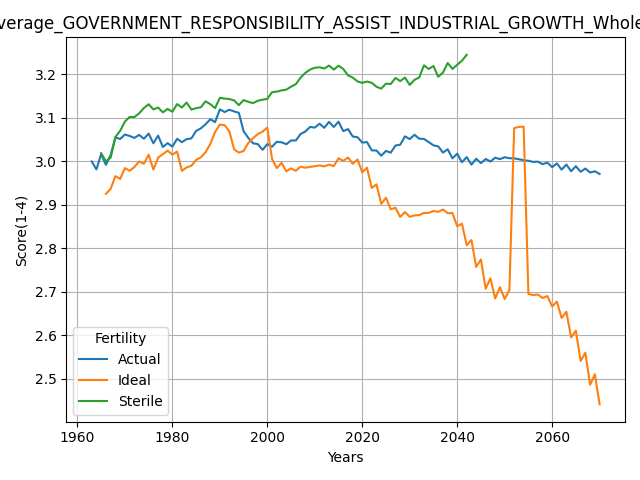 verage_GOVERNMENT_RESPONSIBILITY_ASSIST_INDUSTRIAL_GROWTH_Whole
Score(1-4)
3.2
3.1
3.0
2.9
2.8
2.7
2.6
2.5
Fertility
Actual
Ideal
Sterile
1960 1980 2000 2020 2040 2060
Years